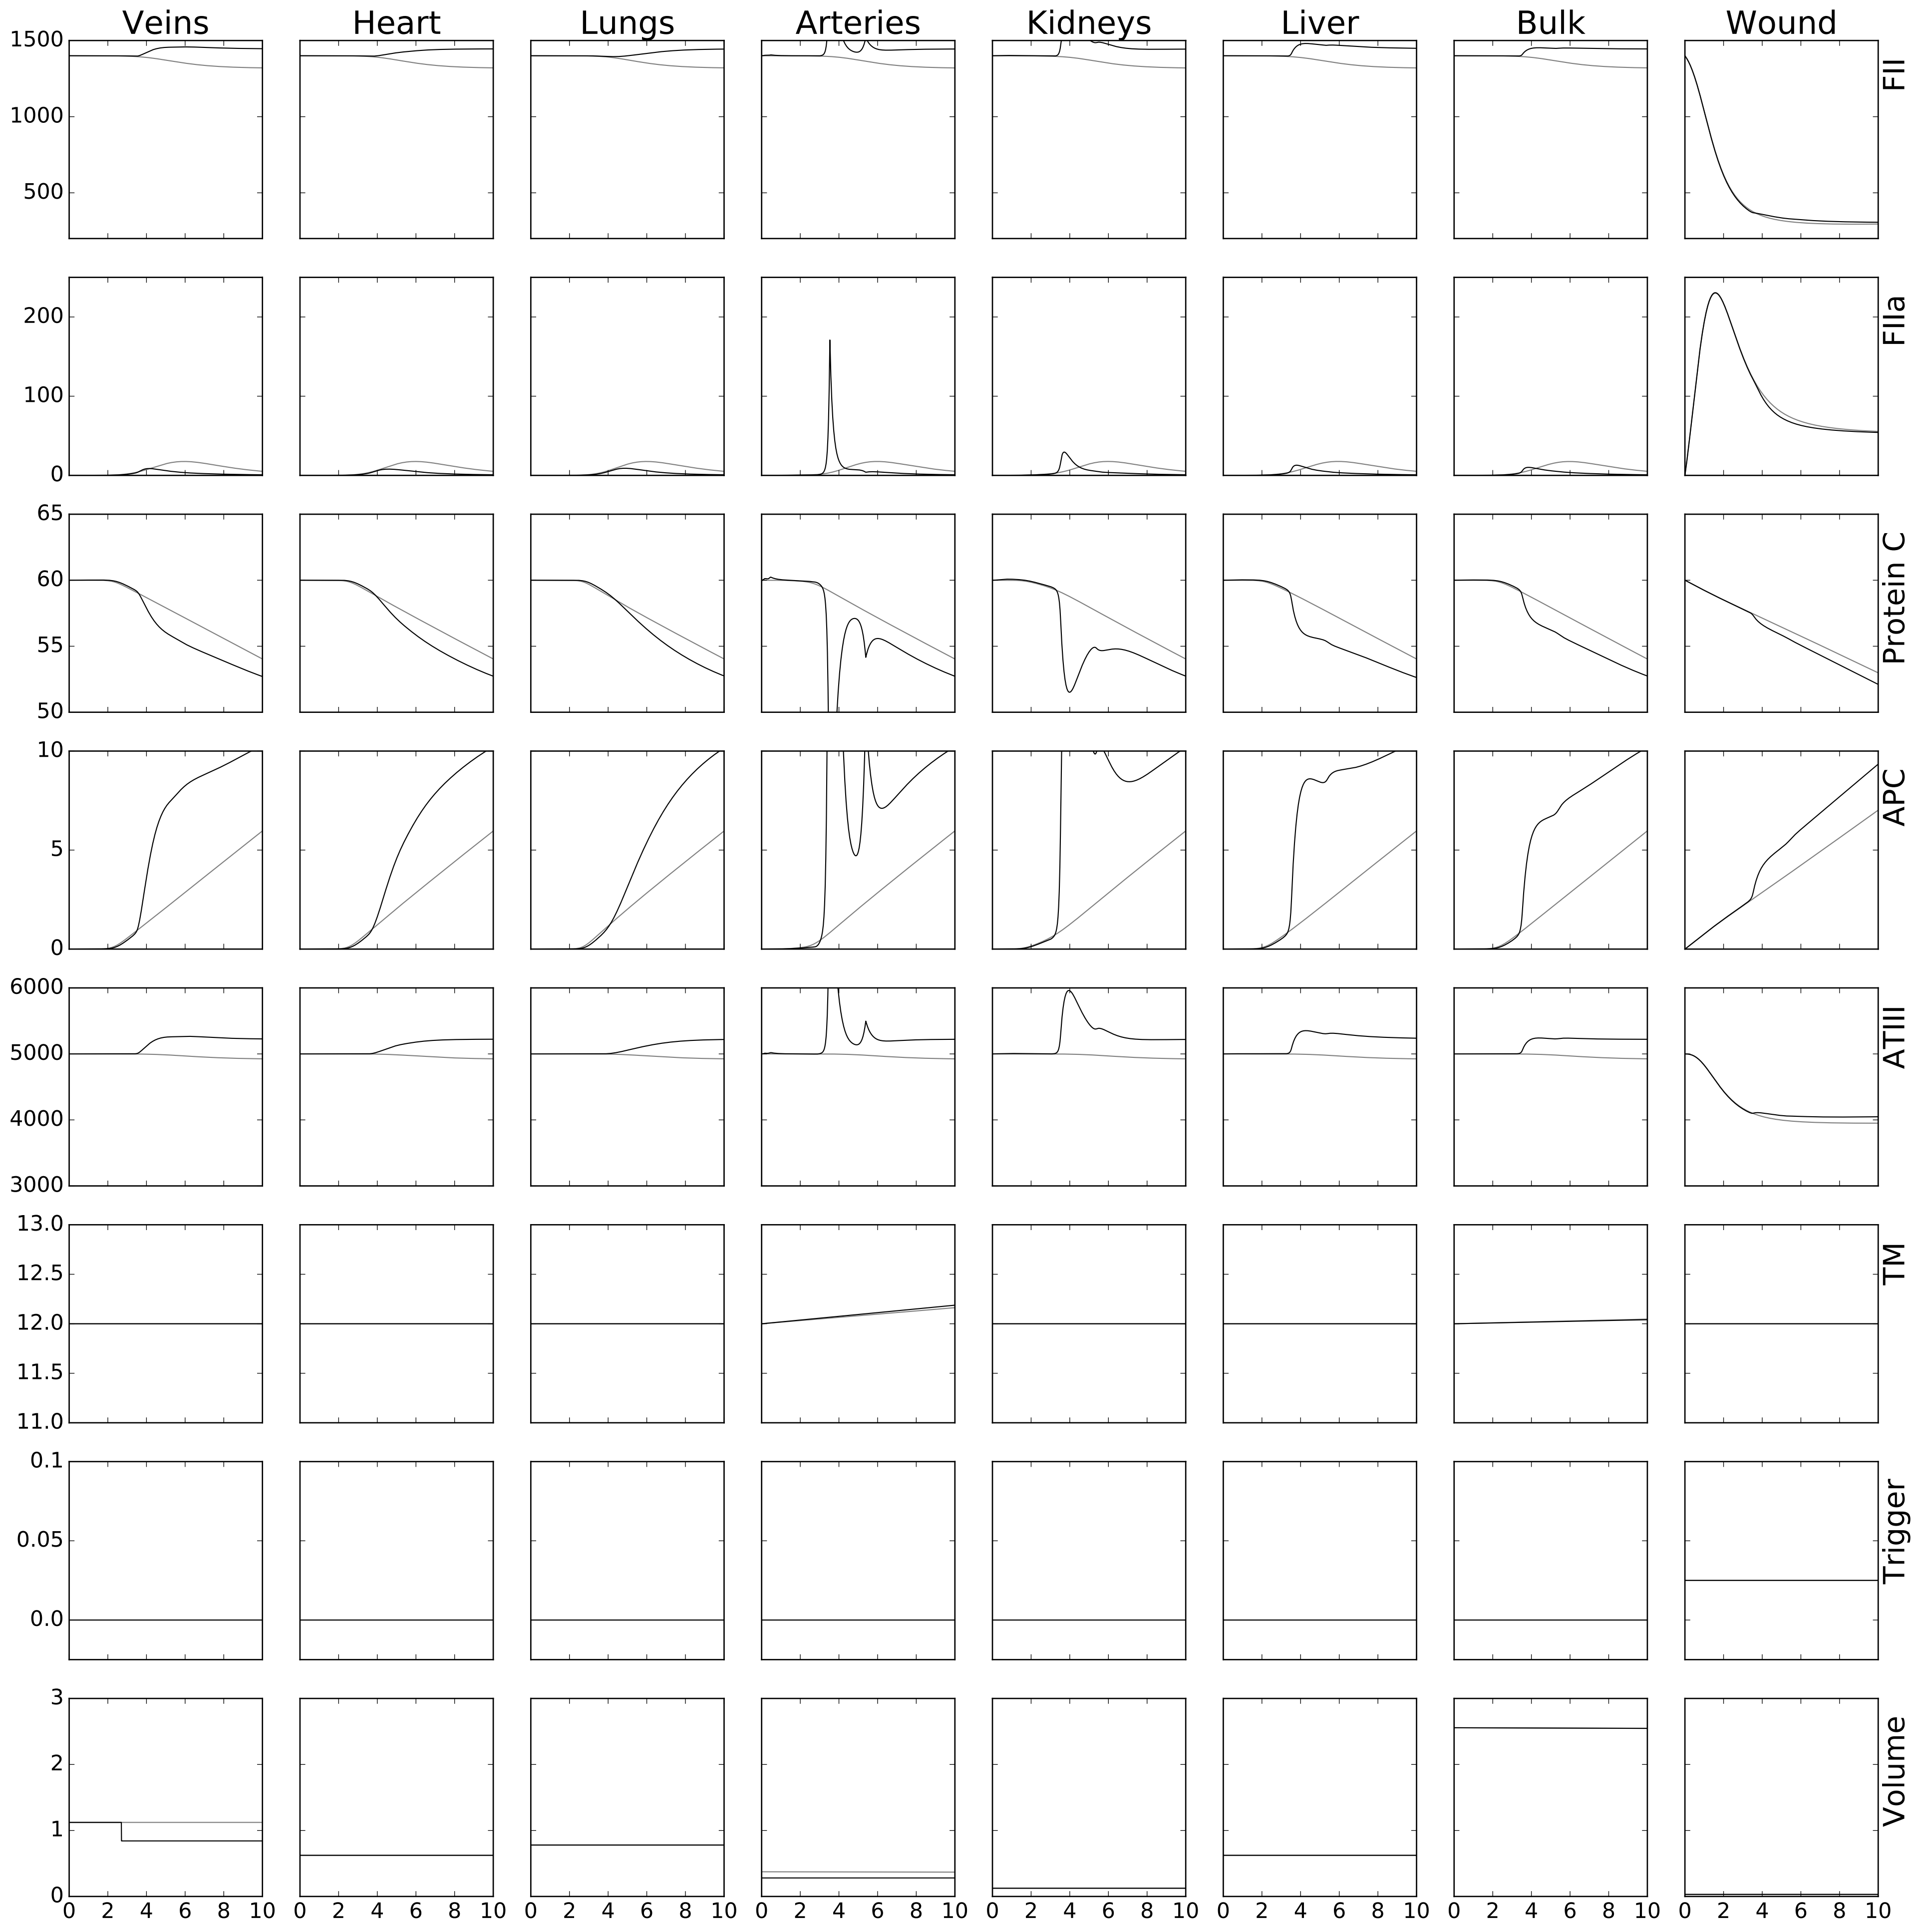 Veins Heart Lungs Arteries Kidneys Liver Bulk Wound
1500
1000
500
FII
200
100
0
FIIa
65
60
55
50
Protein C
10
5
0
APC
6000
5000
4000
3000
ATIII
13.0
12.5
12.0
11.5
11.0
TM
0.1
0.05
0.0
Trigger
3
2
1
0
Volume
0 2 4 6 8 10 0 2 4 6 8 10 0 2 4 6 8 10 0 2 4 6 8 10 0 2 4 6 8 10 0 2 4 6 8 10 0 2 4 6 8 10 0 2 4 6 8 10